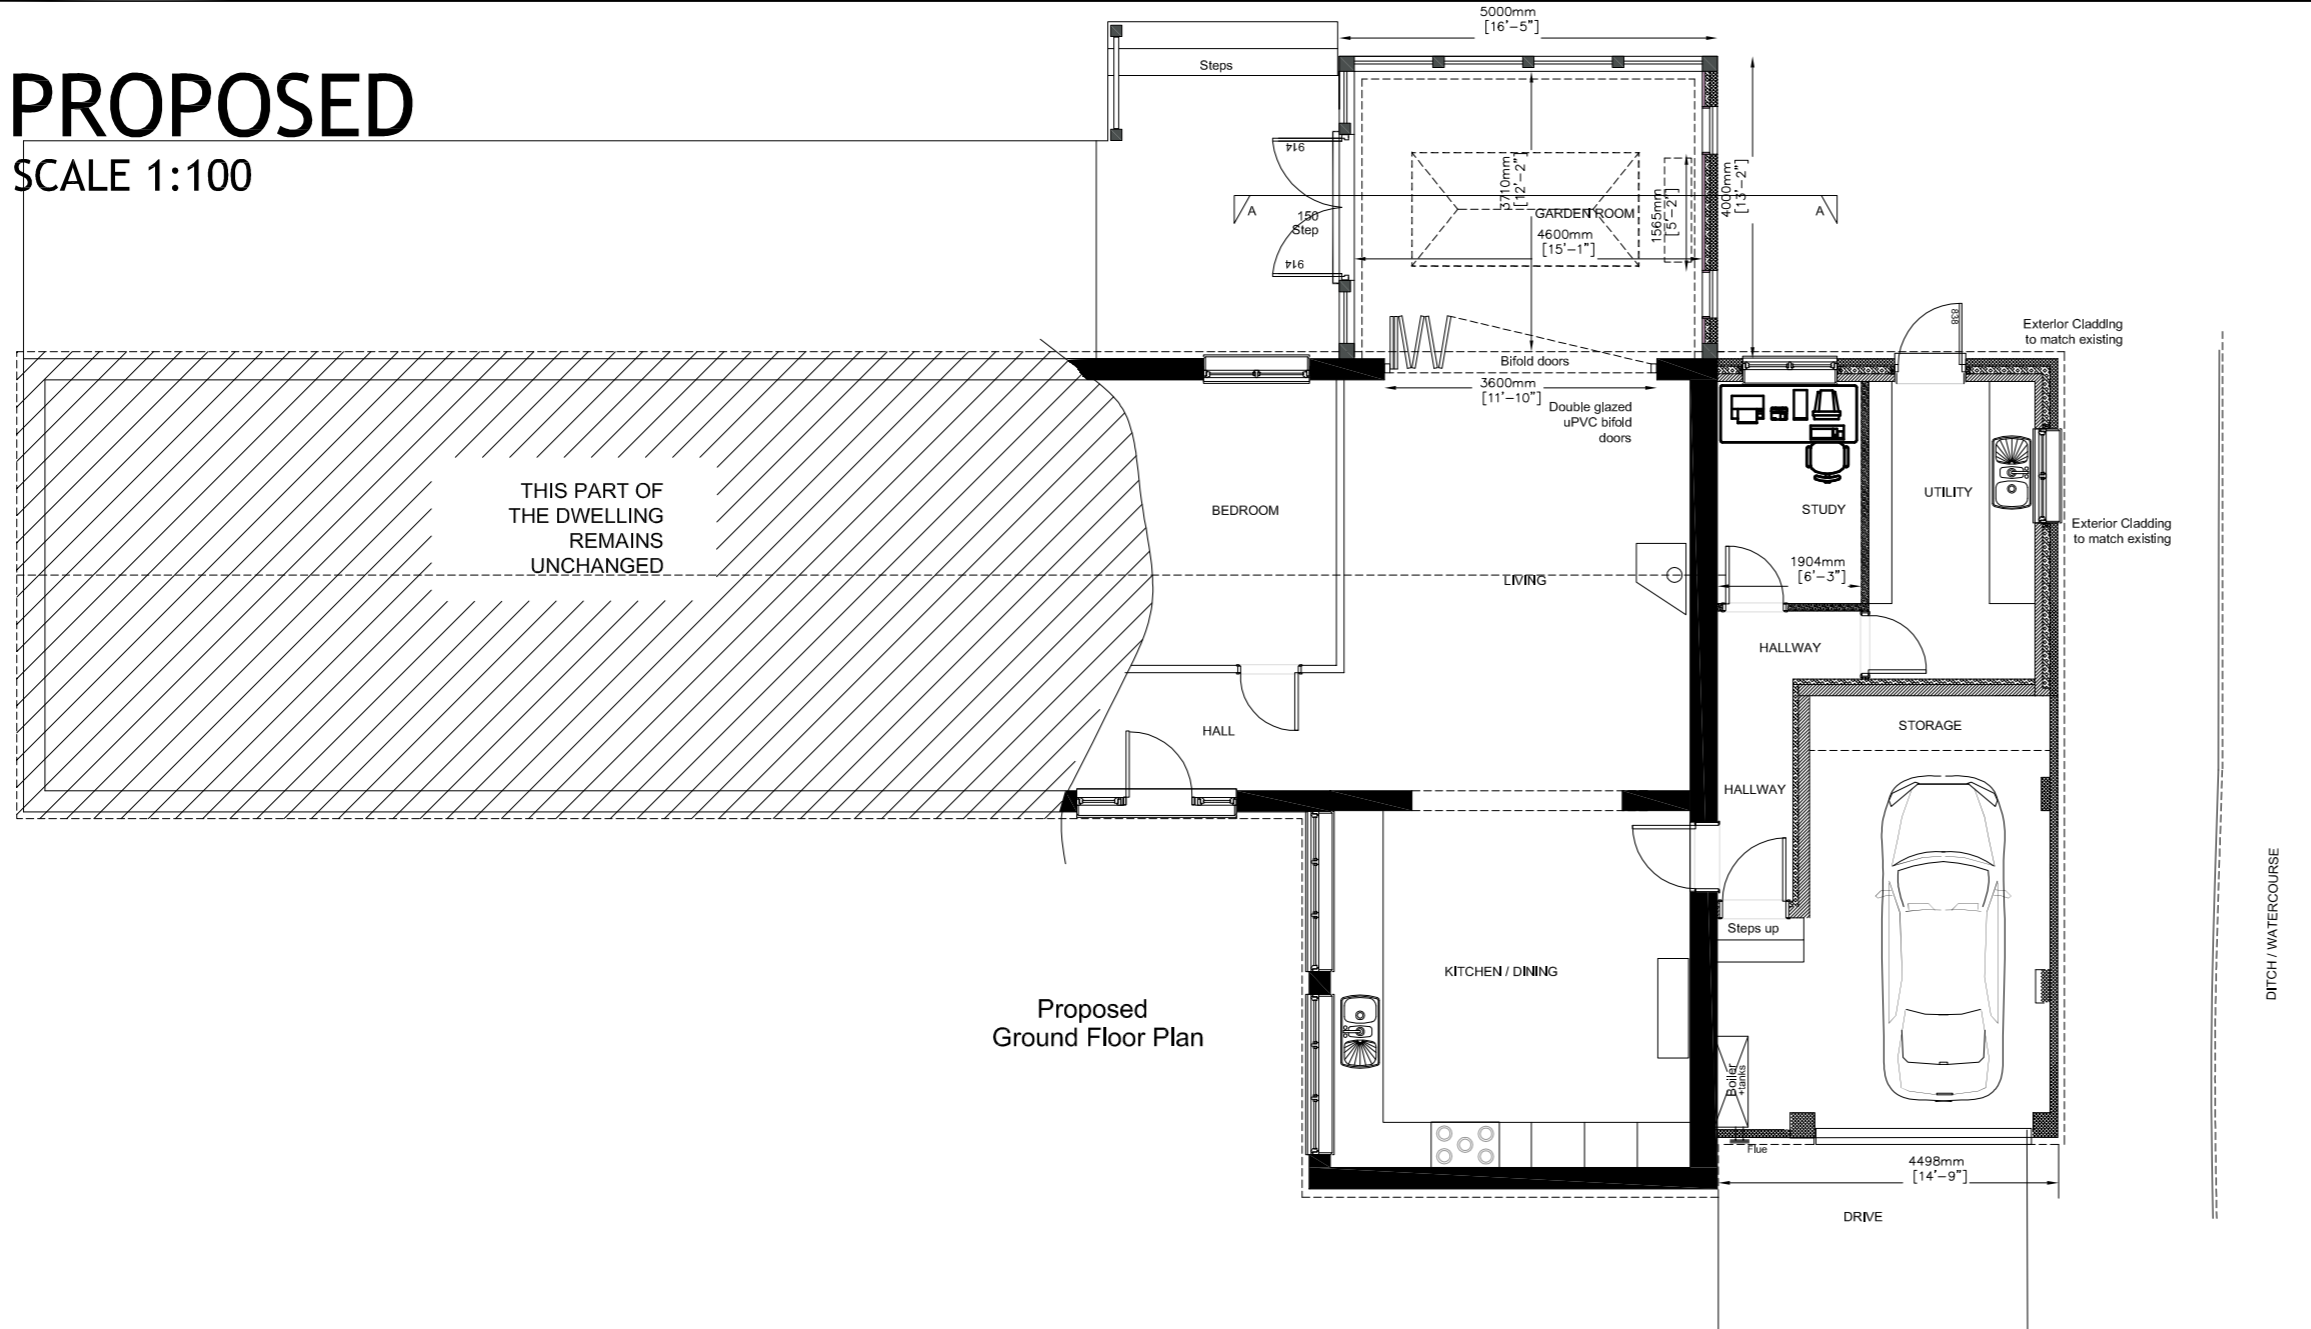 PROPOSED
SCALE 1:100
5000mm
[16'-5"]
Steps
914
150
Step
914
A
A
3710mm
[12'-2"]
GARDEN ROOM
4600mm
[15'-1"]
1565mm
[5'-2"]
4000mm
[13'-2"]
838
Exterior Cladding
to match existing
Bifold doors
3600mm
[11'-10"]
Double glazed
uPVC bifold
doors
THIS PART OF
THE DWELLING
REMAINS
UNCHANGED
BEDROOM
LIVING
STUDY
UTILITY
1904mm
[6'-3"]
Exterior Cladding
to match existing
HALLWAY
HALL
STORAGE
HALLWAY
Steps up
KITCHEN / DINING
Proposed
Ground Floor Plan
Boiler
+tanks
Flue
4498mm
[14'-9"]
DRIVE
DITCH / WATERCOURSE